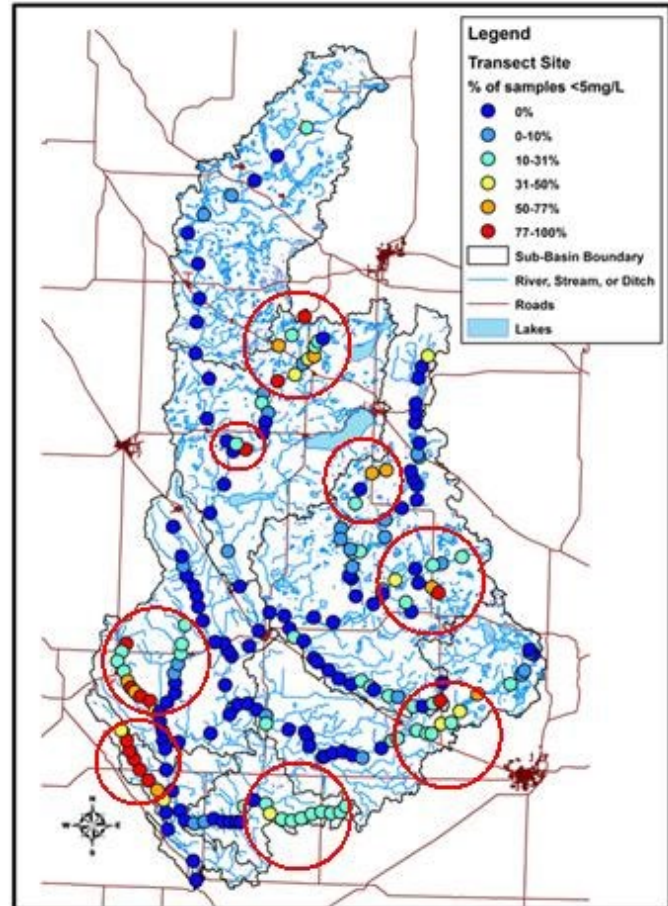 Legend
Transect Site
% of samples <5mg/L
0%
0-10%
10-31%
31-50%
50-77%
77-100%
Sub-Basin Boundary
River, Stream, or Ditch
Roads
Lakes
N
W E
S